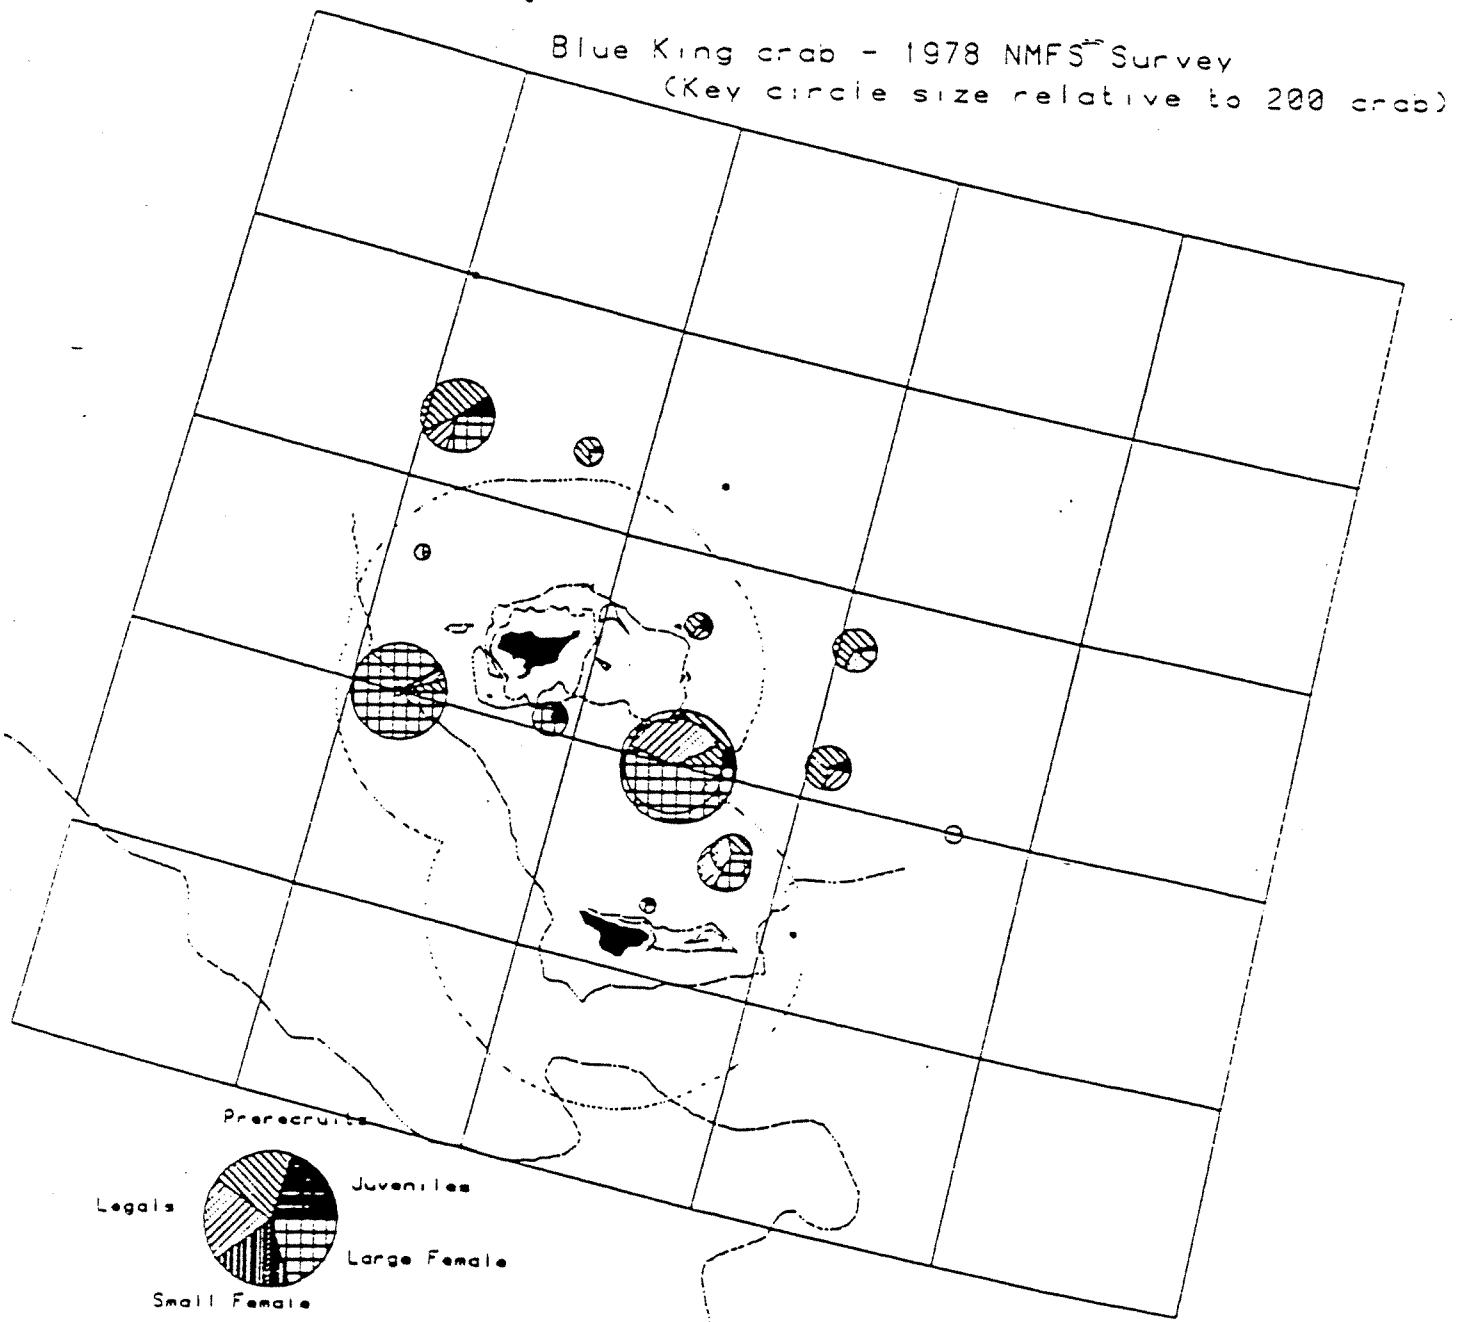 Blue King crab - 1978 NMFS Survey
(Key circle size relative to 200 crab)
Prerecruits
Juveniles
Legals
Large Female
Small Female